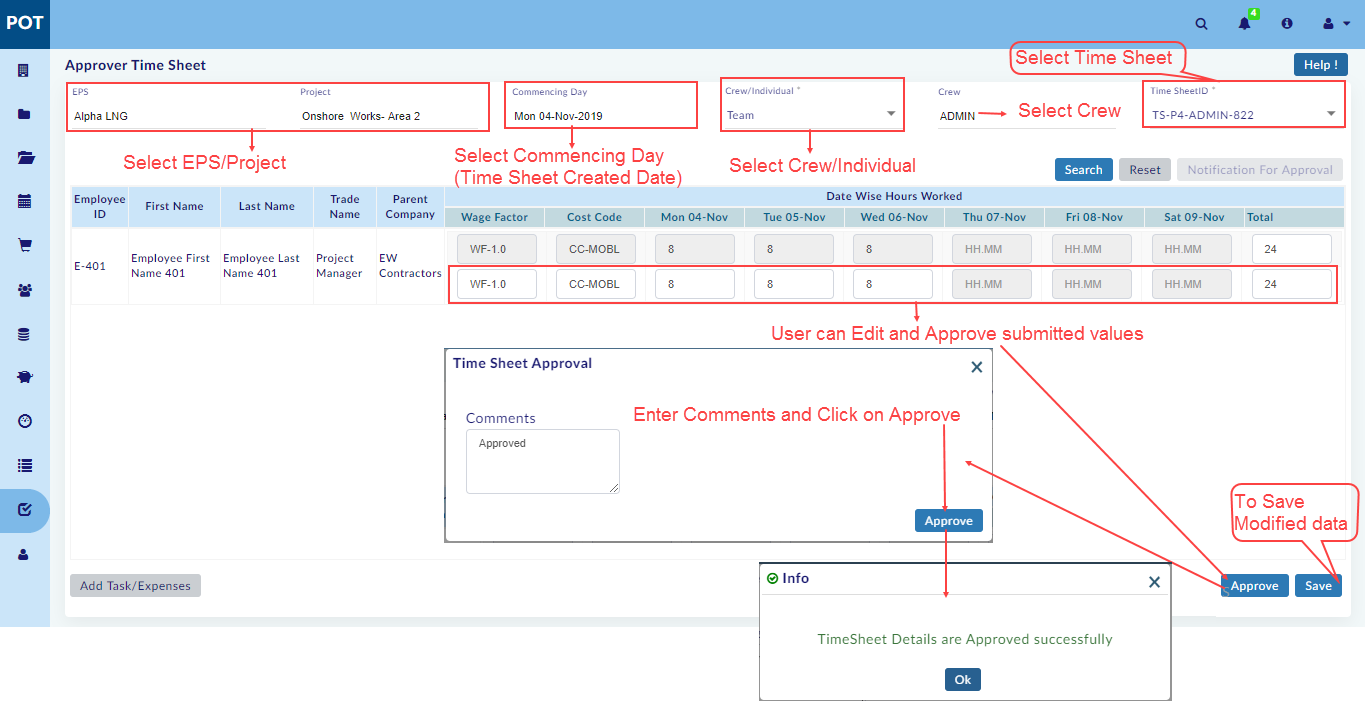 POT
4
Approver Time Sheet
Select Time Sheet
Help !
EPS
Project
Commencing Day
Crew/Individual *
Crew
Time SheetID *
Alpha LNG
Onshore Works- Area 2
Mon 04-Nov-2019
Team
ADMIN
Select Crew
TS-P4-ADMIN-822
Select EPS/Project
Select Commencing Day
(Time Sheet Created Date)
Select Crew/Individual
Search
Reset
Notification For Approval
Employee
ID
First Name
Last Name
Trade
Name
Parent
Company
Date Wise Hours Worked
Wage Factor
Cost Code
Mon 04-Nov
Tue 05-Nov
Wed 06-Nov
Thu 07-Nov
Fri 08-Nov
Sat 09-Nov
Total
E-401
Employee First
Name 401
Employee Last
Name 401
Project
Manager
EW
Contractors
WF-1.0
CC-MOBL
8
8
8
HH.MM
HH.MM
HH.MM
24
WF-1.0
CC-MOBL
8
8
8
HH.MM
HH.MM
HH.MM
24
User can Edit and Approve submitted values
Time Sheet Approval
Comments
Approved
Enter Comments and Click on Approve
Approve
To Save
Modified data
Info
TimeSheet Details are Approved successfully
Ok
Add Task/Expenses
Approve
Save